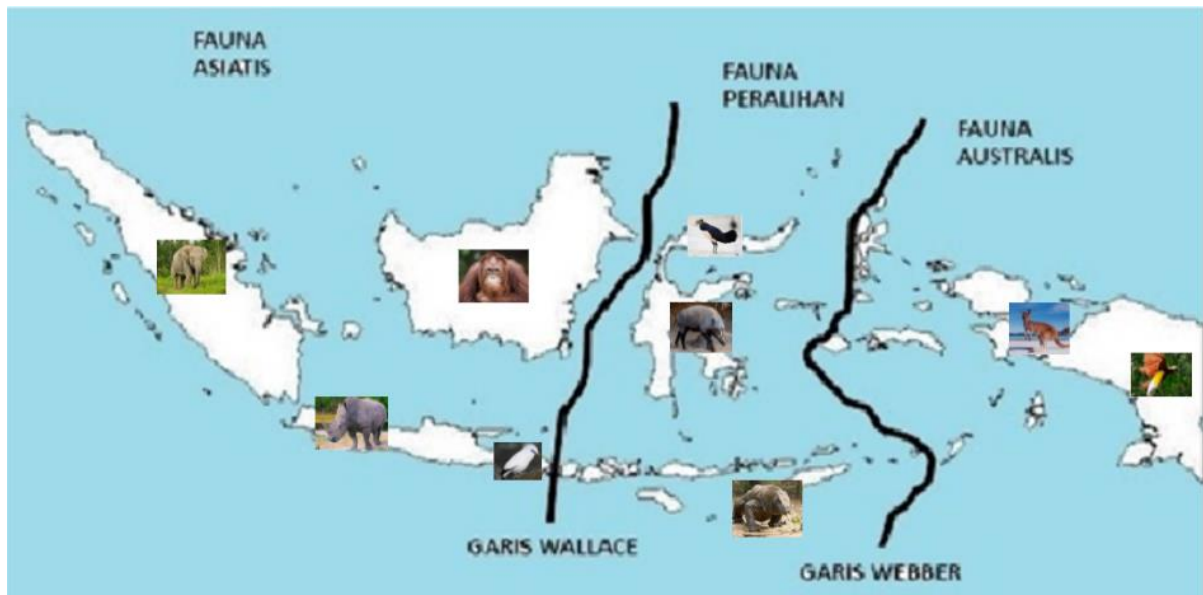 FAUNA
ASIATIS
FAUNA
PERALIHAN
FAUNA
AUSTRALIS
GARIS WALLACE
GARIS WEBBER